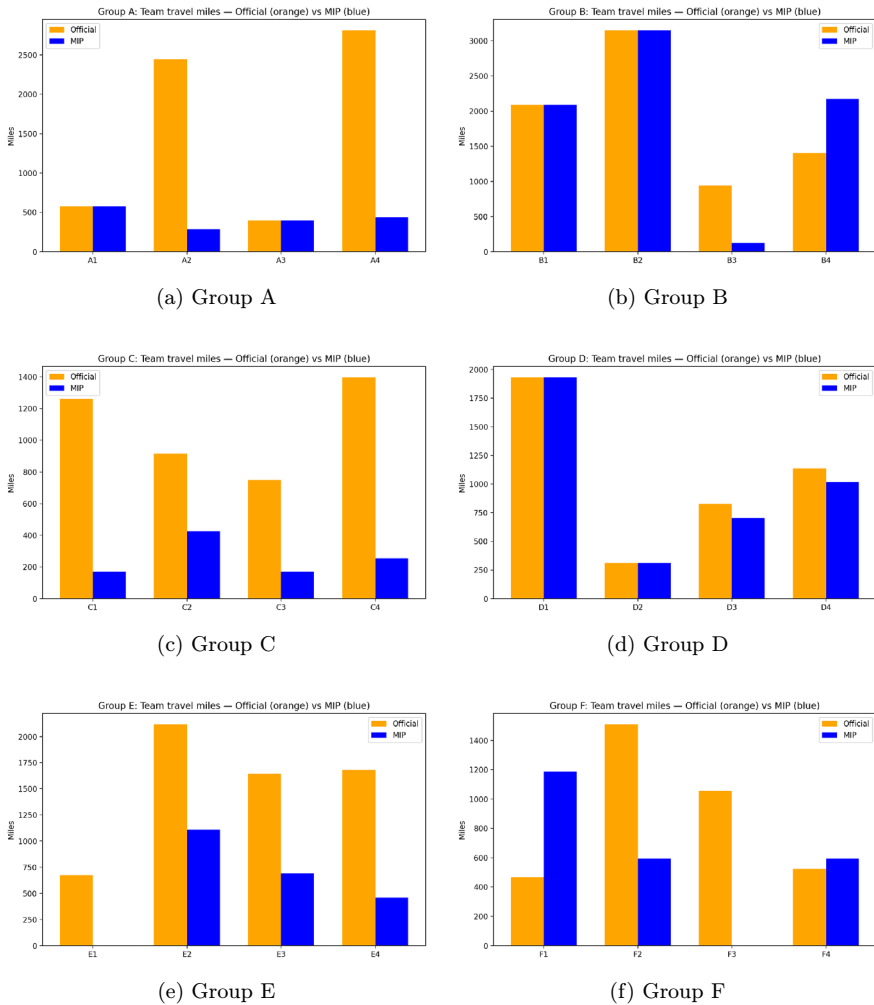 Group A: Team travel miles — Official (orange) vs MIP (blue)
Official
MIP
Miles
2500
2000
1500
1000
500
0
A1 A2 A3 A4
(a) Group A
Group B: Team travel miles — Official (orange) vs MIP (blue)
Official
MIP
Miles
3000
2500
2000
1500
1000
500
0
B1 B2 B3 B4
(b) Group B
Group C: Team travel miles — Official (orange) vs MIP (blue)
Official
MIP
Miles
1400
1200
1000
800
600
400
200
0
C1 C2 C3 C4
(c) Group C
Group D: Team travel miles — Official (orange) vs MIP (blue)
Official
MIP
Miles
2000
1750
1500
1250
1000
750
500
250
0
D1 D2 D3 D4
(d) Group D
Group E: Team travel miles — Official (orange) vs MIP (blue)
Official
MIP
Miles
2000
1750
1500
1250
1000
750
500
250
0
E1 E2 E3 E4
(e) Group E
Group F: Team travel miles — Official (orange) vs MIP (blue)
Official
MIP
Miles
1400
1200
1000
800
600
400
200
0
F1 F2 F3 F4
(f) Group F